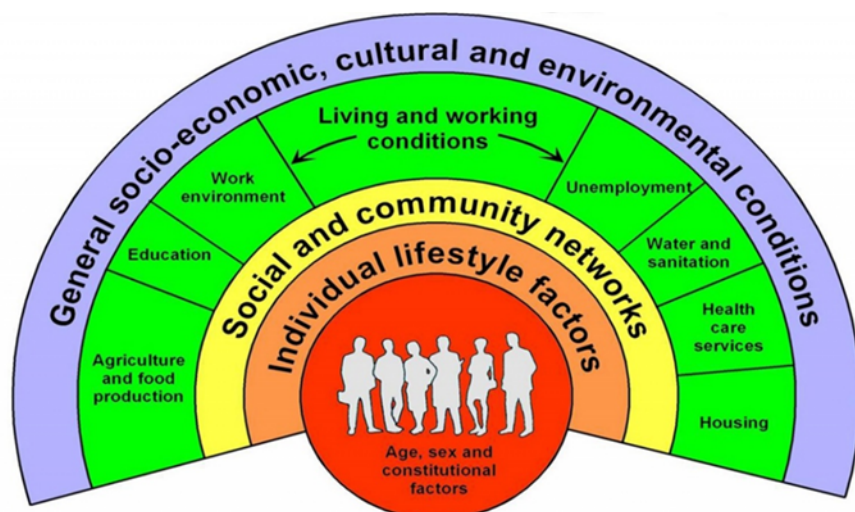 General socio-economic, cultural and environmental conditions
Living and working
conditions
Work
environment
Unemployment
Education
Water and
sanitation
Agriculture
and food
production
Health
care
services
Housing
Social and community networks
Individual lifestyle factors
Age, sex and
constitutional
factors